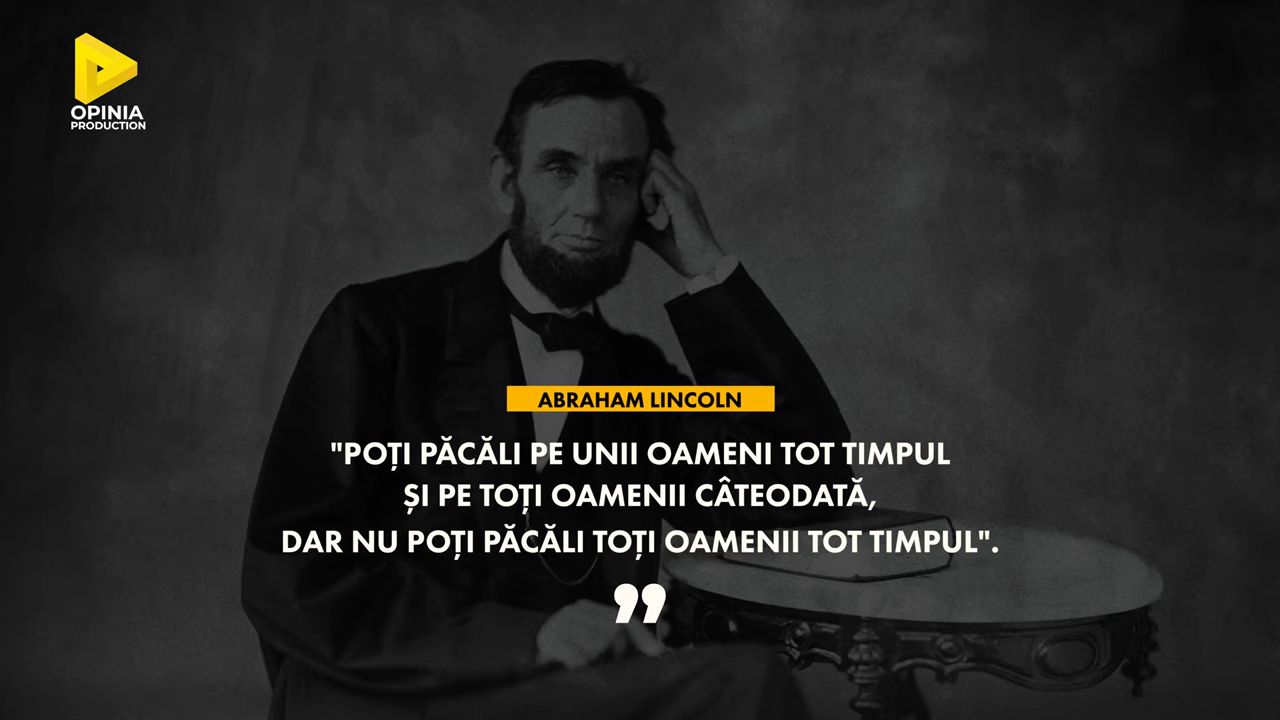 OPINIA
PRODUCTION
ABRAHAM LINCOLN
"POȚI PĂCĂLI PE UNII OAMENI TOT TIMPUL
ȘI PE TOȚI OAMENII CÂTEODATĂ,
DAR NU POȚI PĂCĂLI TOȚI OAMENII TOT TIMPUL".
”